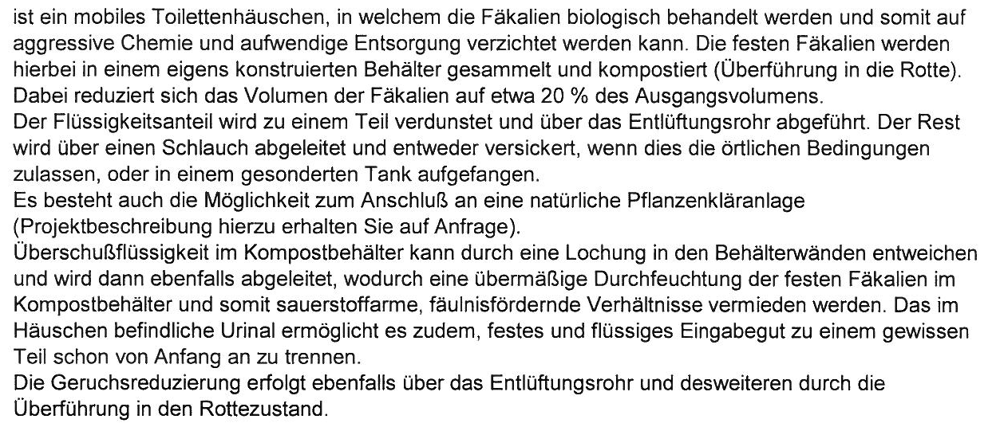 ist ein mobiles Toilettenhäuschen, in welchem die Fäkalien biologisch behandelt werden und somit auf
aggressive Chemie und aufwendige Entsorgung verzichtet werden kann. Die festen Fäkalien werden
hierbei in einem eigens konstruierten Behälter gesammelt und kompostiert (Überführung in die Rotte).
Dabei reduziert sich das Volumen der Fäkalien auf etwa 20 % des Ausgangsvolumens.
Der Flüssigkeitsanteil wird zu einem Teil verdunstet und über das Entlüftungsrohr abgeführt. Der Rest
wird über einen Schlauch abgeleitet und entweder versickert, wenn dies die örtlichen Bedingungen
zulassen, oder in einem gesonderten Tank aufgefangen.
Es besteht auch die Möglichkeit zum Anschluß an eine natürliche Pflanzenkläranlage
(Projektbeschreibung hierzu erhalten Sie auf Anfrage).
Überschußflüssigkeit im Kompostbehälter kann durch eine Lochung in den Behälterwänden entweichen
und wird dann ebenfalls abgeleitet, wodurch eine übermäßige Durchfeuchtung der festen Fäkalien im
Kompostbehälter und somit sauerstoffarme, fäulnisfördernde Verhältnisse vermieden werden. Das im
Häuschen befindliche Urinal ermöglicht es zudem, festes und flüssiges Eingabegut zu einem gewissen
Teil schon von Anfang an zu trennen.
Die Geruchsreduzierung erfolgt ebenfalls über das Entlüftungsrohr und desweiteren durch die
Überführung in den Rottezustand.